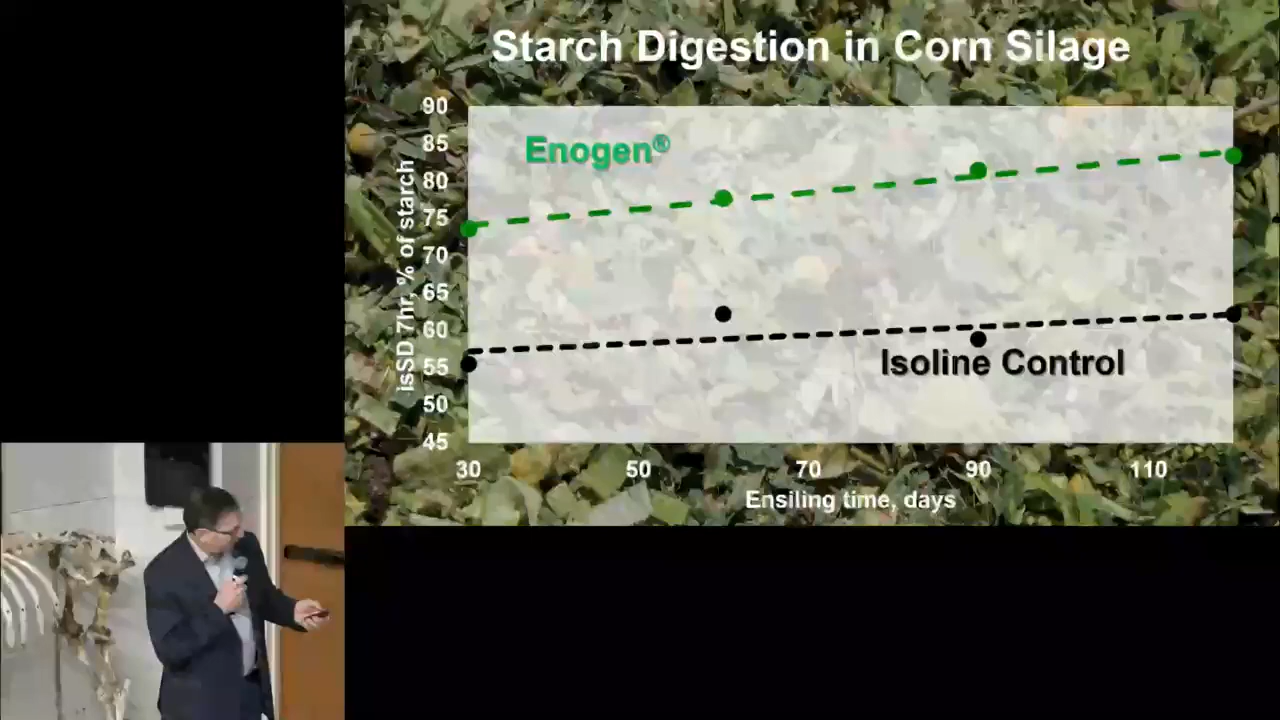 Starch Digestion in Corn Silage
90
85
80
75
70
65
60
55
50
45
isSD 7hr, % of starch
Enogen®
Isoline Control
30 50 70 90 110
Ensiling time, days